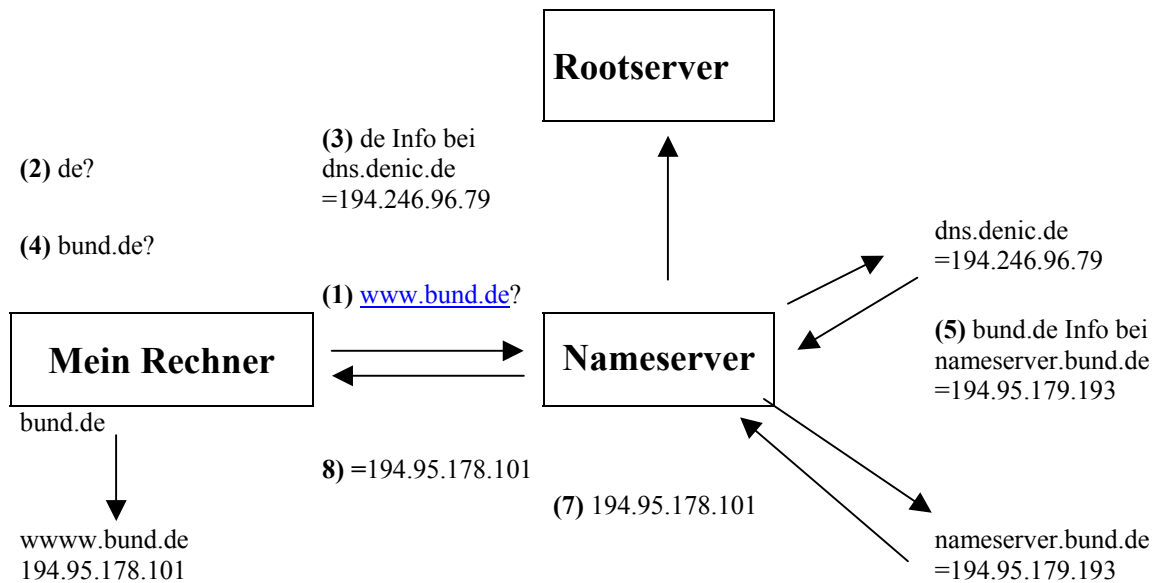 Rootserver
(3) de Info bei
dns.denic.de
=194.246.96.79
(2) de?
(4) bund.de?
dns.denic.de
=194.246.96.79
(1) www.bund.de?
Mein Rechner
Nameserver
(5) bund.de Info bei
nameserver.bund.de
=194.95.179.193
bund.de
8) =194.95.178.101
(7) 194.95.178.101
wwww.bund.de
194.95.178.101
nameserver.bund.de
=194.95.179.193